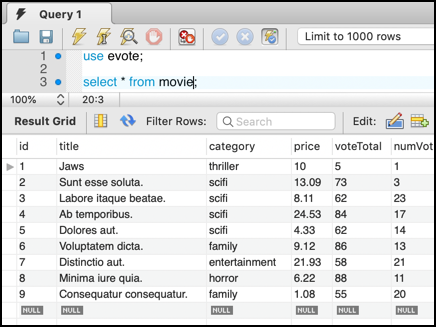 Query 1
Limit to 1000 rows
1 use evote;
2
3 select * from movie;
100% 20:3
Result Grid Filter Rows: Search Edit:
id title category price voteTotal numVot
1 Jaws thriller 10 5 1
2 Sunt esse soluta. scifi 13.09 73 3
3 Labore itaque beatae. scifi 8.11 62 23
4 Ab temporibus. scifi 24.53 84 17
5 Dolores aut. scifi 4.33 62 14
6 Voluptatem dicta. family 9.12 86 13
7 Distinctio aut. entertainment 21.93 58 21
8 Minima iure quia. horror 6.22 88 11
9 Consequatur consequatur. family 1.08 55 20
NULL NULL NULL NULL NULL NULL